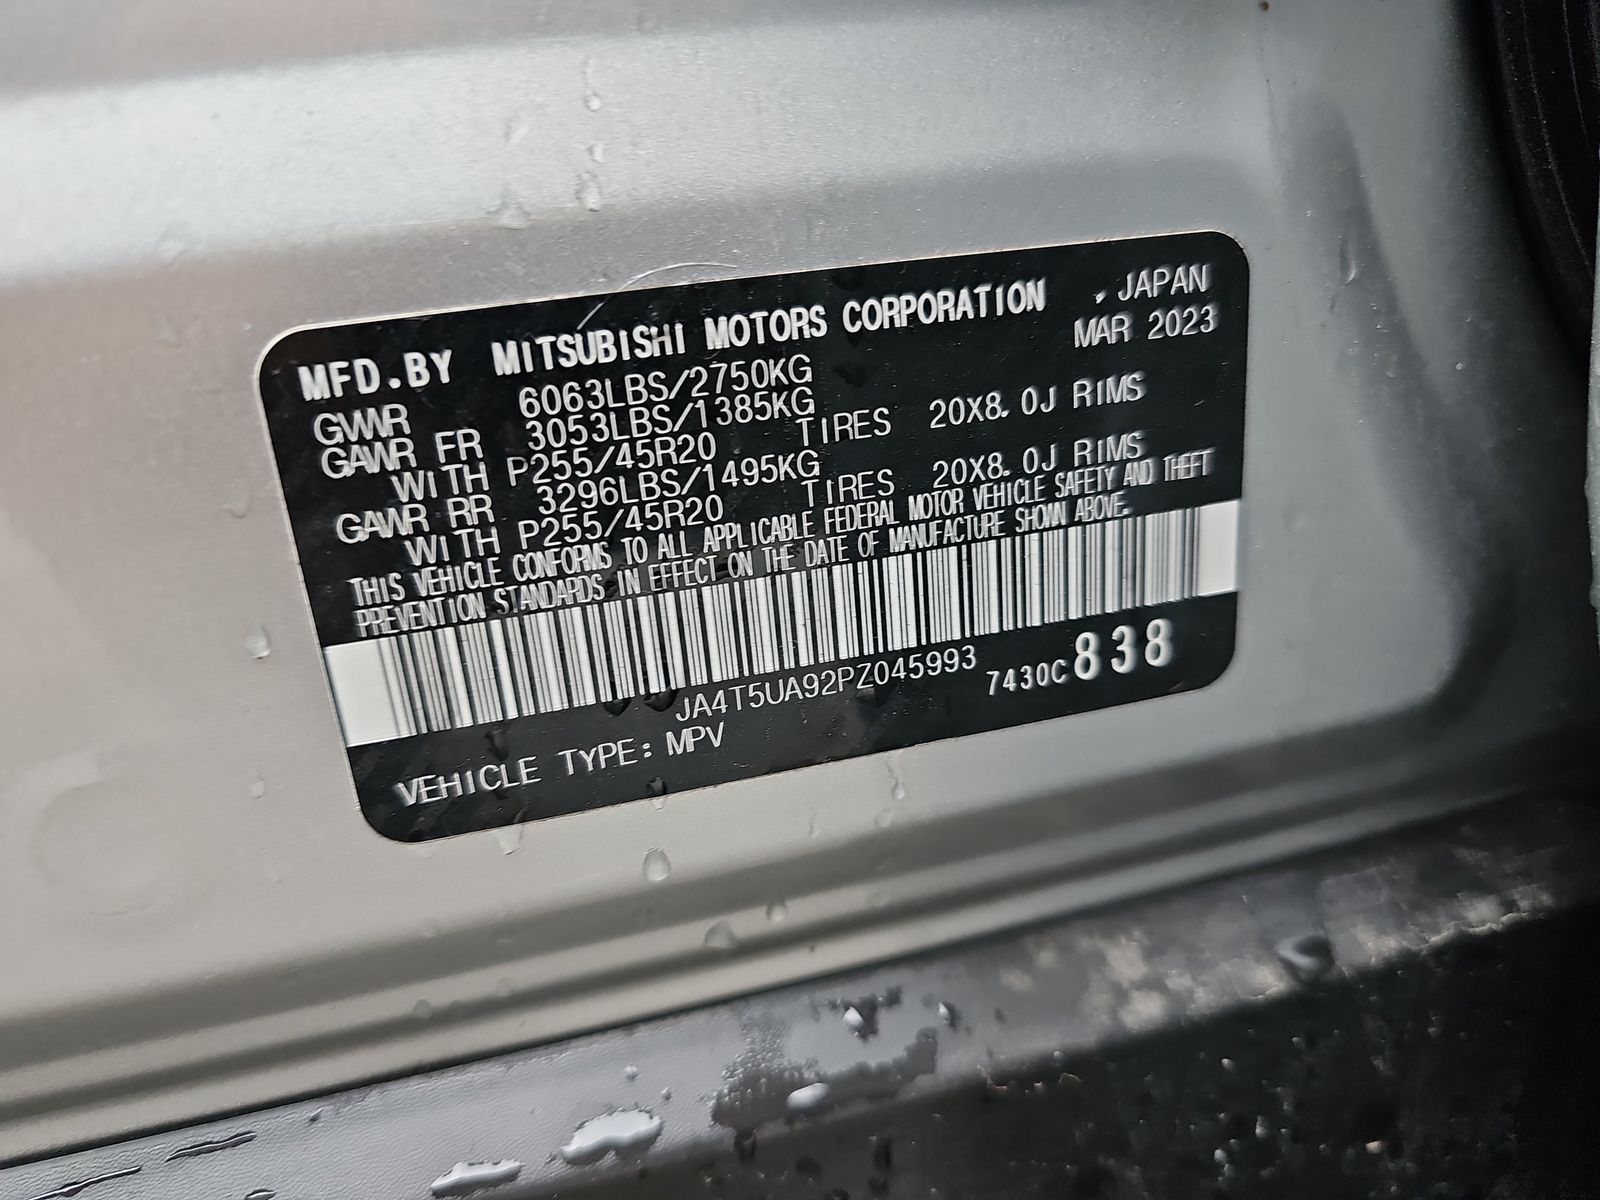 MFD.BY MITSUBISHI MOTORS CORPORATION , JAPAN
MAR 2023
GVWR 6063LBS/2750KG
GAWR FR 3053LBS/1385KG
WITH P255/45R20 TIRES 20X8.0J RIMS
GAWR RR 3296LBS/1495KG
WITH P255/45R20 TIRES 20X8.0J RIMS
THIS VEHICLE CONFORMS TO ALL APPLICABLE FEDERAL MOTOR VEHICLE SAFETY AND THEFT
PREVENTION STANDARDS IN EFFECT ON THE DATE OF MANUFACTURE SHOWN ABOVE.
JA4T5UA92PZ045993 7430C838
VEHICLE TYPE: MPV